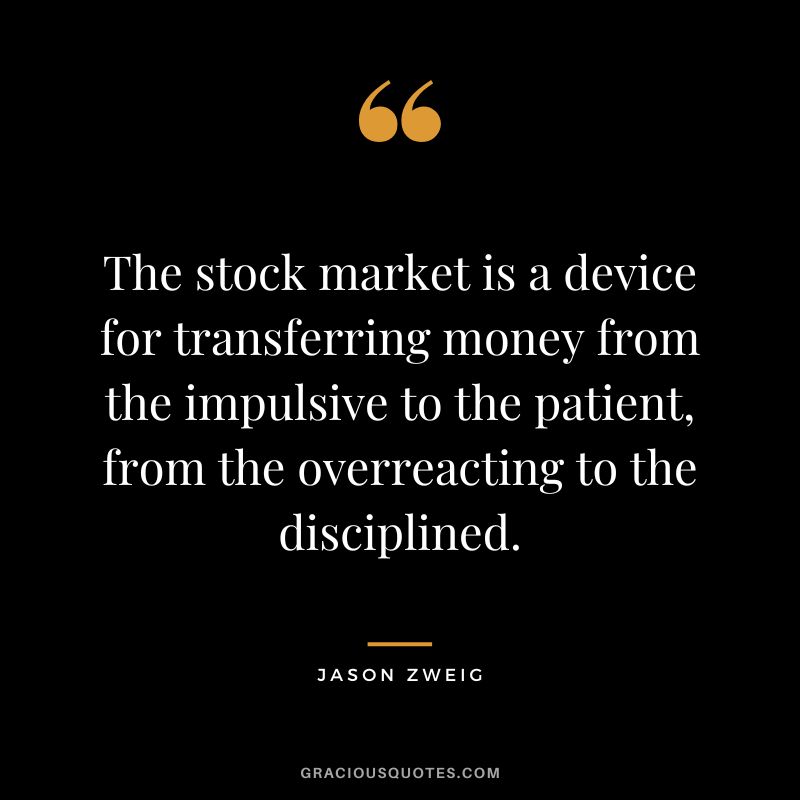 “
The stock market is a device
for transferring money from
the impulsive to the patient,
from the overreacting to the
disciplined.
JASON ZWEIG
GRACIOUSQUOTES.COM